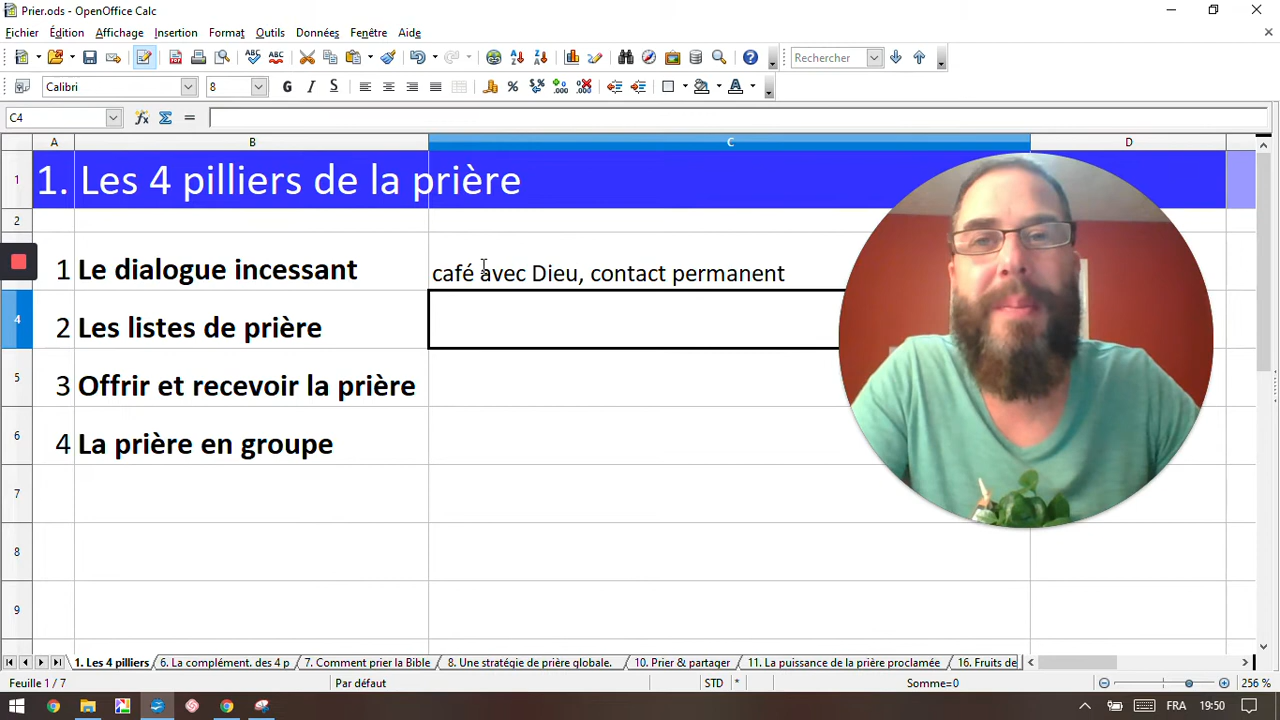 Prier.ods - OpenOffice Calc
Fichier Édition Affichage Insertion Format Outils Données Fenêtre Aide
Rechercher
Calibri 8 G I S
C4
A B C D
1 1. Les 4 pilliers de la prière
2
1 Le dialogue incessant café avec Dieu, contact permanent
4 2 Les listes de prière
5 3 Offrir et recevoir la prière
6 4 La prière en groupe
7
8
9
1. Les 4 pilliers 6. La complément. des 4 p 7. Comment prier la Bible 8. Une stratégie de prière globale. 10. Prier & partager 11. La puissance de la prière proclamée 16. Fruits de
Feuille 1 / 7 Par défaut STD * Somme=0 256 %
FRA 19:50